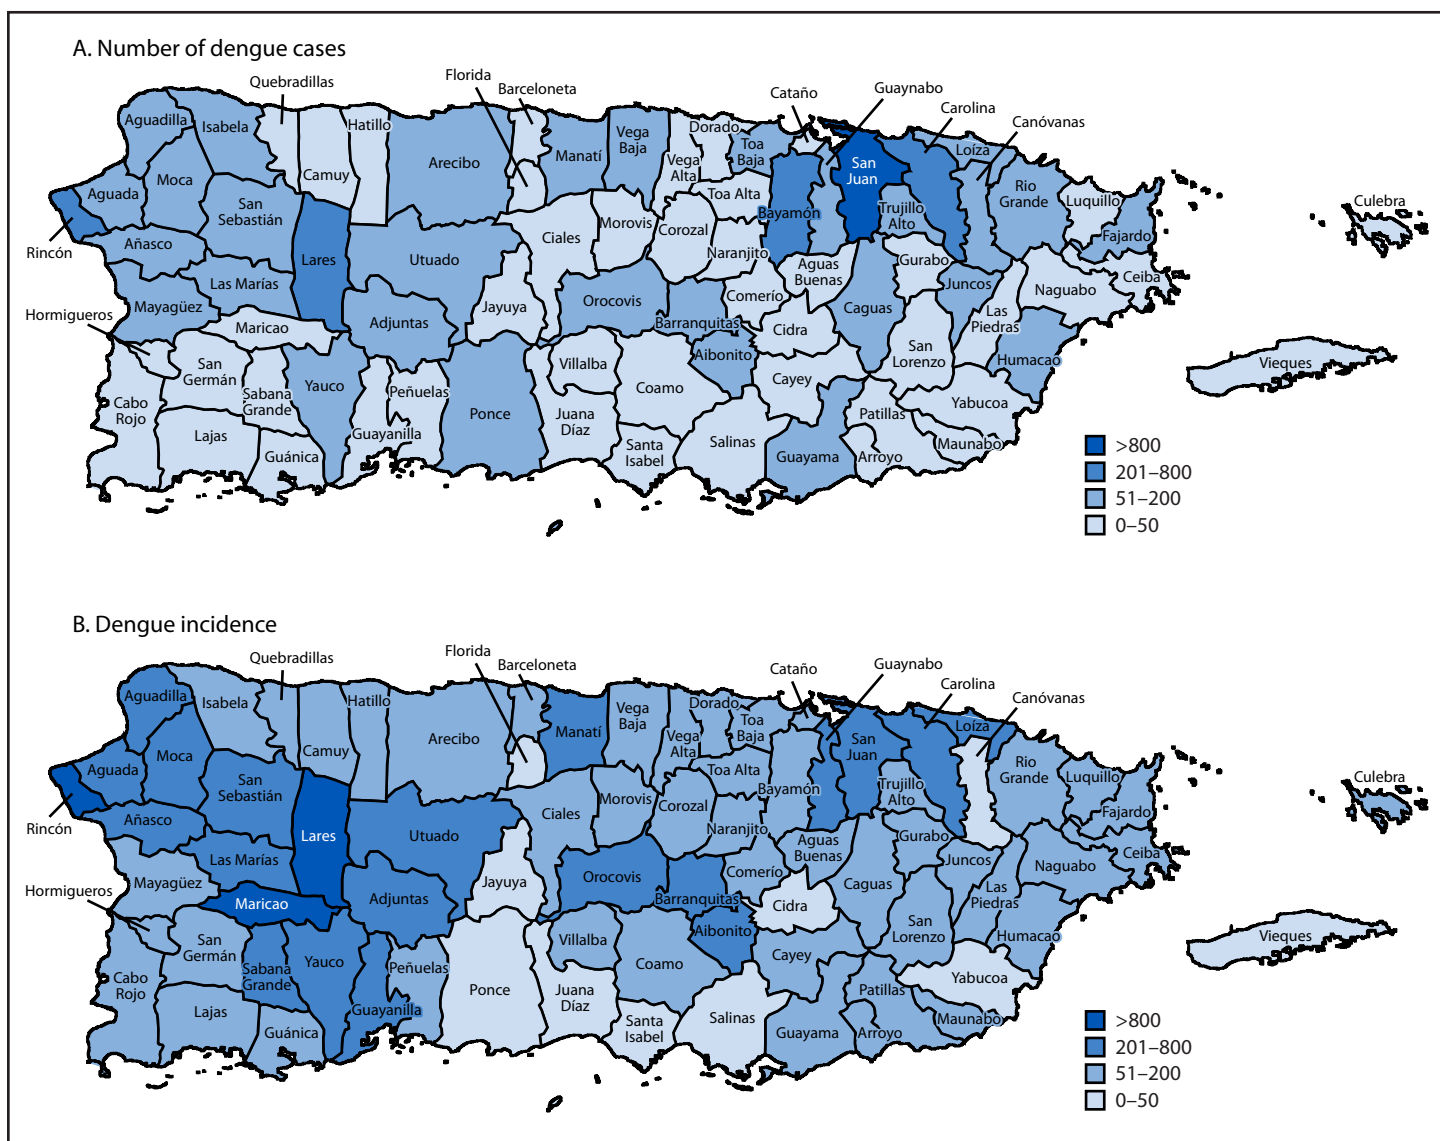 A. Number of dengue cases
Quebradillas
Florida
Barceloneta
Cataño
Guaynabo
Carolina
Canóvanas
Aguadilla
Isabela
Hatillo
Arecibo
Manatí
Vega
Baja
Vega
Alta
Dorado
Toa
Baja
San
Juan
Loíza
Rio
Grande
Luquillo
Culebra
Aguada
Moca
Camuy
San
Sebastián
Toa Alta
Bayamón
Trujillo
Alto
Fajardo
Rincón
Añasco
Lares
Utuado
Ciales
Morovis
Corozal
Naranjito
Aguas
Buenas
Gurabo
Ceiba
Las Marías
Mayagüez
Hormigueros
Maricao
Adjuntas
Jayuya
Orocovis
Barranquitas
Comerío
Cidra
Caguas
Juncos
Naguabo
Las
Piedras
San
Germán
Sabana
Grande
Yauco
Peñuelas
Villalba
Aibonito
Coamo
Cayey
San
Lorenzo
Humacao
Vieques
Cabo
Rojo
Lajas
Guánica
Guayanilla
Ponce
Juana
Díaz
Santa
Isabel
Salinas
Guayama
Patillas
Arroyo
Yabucoa
Maunabo
>800
201–800
51–200
0–50
B. Dengue incidence
Quebradillas
Florida
Barceloneta
Cataño
Guaynabo
Carolina
Canóvanas
Aguadilla
Isabela
Hatillo
Arecibo
Manatí
Vega
Baja
Vega
Alta
Dorado
Toa
Baja
San
Juan
Loíza
Rio
Grande
Luquillo
Culebra
Aguada
Moca
Camuy
San
Sebastián
Toa Alta
Bayamón
Trujillo
Alto
Fajardo
Rincón
Añasco
Lares
Utuado
Ciales
Morovis
Corozal
Naranjito
Aguas
Buenas
Gurabo
Ceiba
Las Marías
Mayagüez
Hormigueros
Maricao
Adjuntas
Jayuya
Orocovis
Barranquitas
Comerío
Cidra
Caguas
Juncos
Naguabo
Las
Piedras
San
Germán
Sabana
Grande
Yauco
Peñuelas
Villalba
Aibonito
Coamo
Cayey
San
Lorenzo
Humacao
Vieques
Cabo
Rojo
Lajas
Guánica
Guayanilla
Ponce
Juana
Díaz
Santa
Isabel
Salinas
Guayama
Patillas
Arroyo
Yabucoa
Maunabo
>800
201–800
51–200
0–50